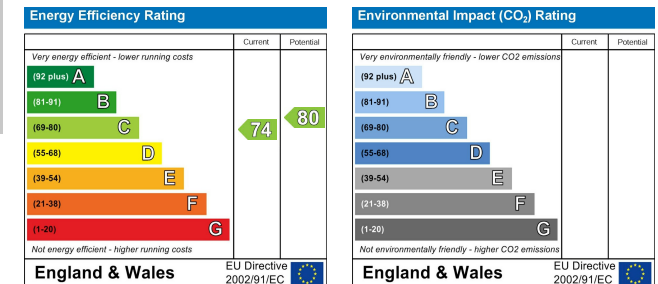 Energy Efficiency Rating
Current Potential
Very energy efficient - lower running costs
(92 plus) A
(81-91) B
(69-80) C
(55-68) D
(39-54) E
(21-38) F
(1-20) G
74
80
Not energy efficient - higher running costs
England & Wales
EU Directive
2002/91/EC
Environmental Impact (CO₂) Rating
Current Potential
Very environmentally friendly - lower CO2 emissions
(92 plus) A
(81-91) B
(69-80) C
(55-68) D
(39-54) E
(21-38) F
(1-20) G
Not environmentally friendly - higher CO2 emissions
England & Wales
EU Directive
2002/91/EC